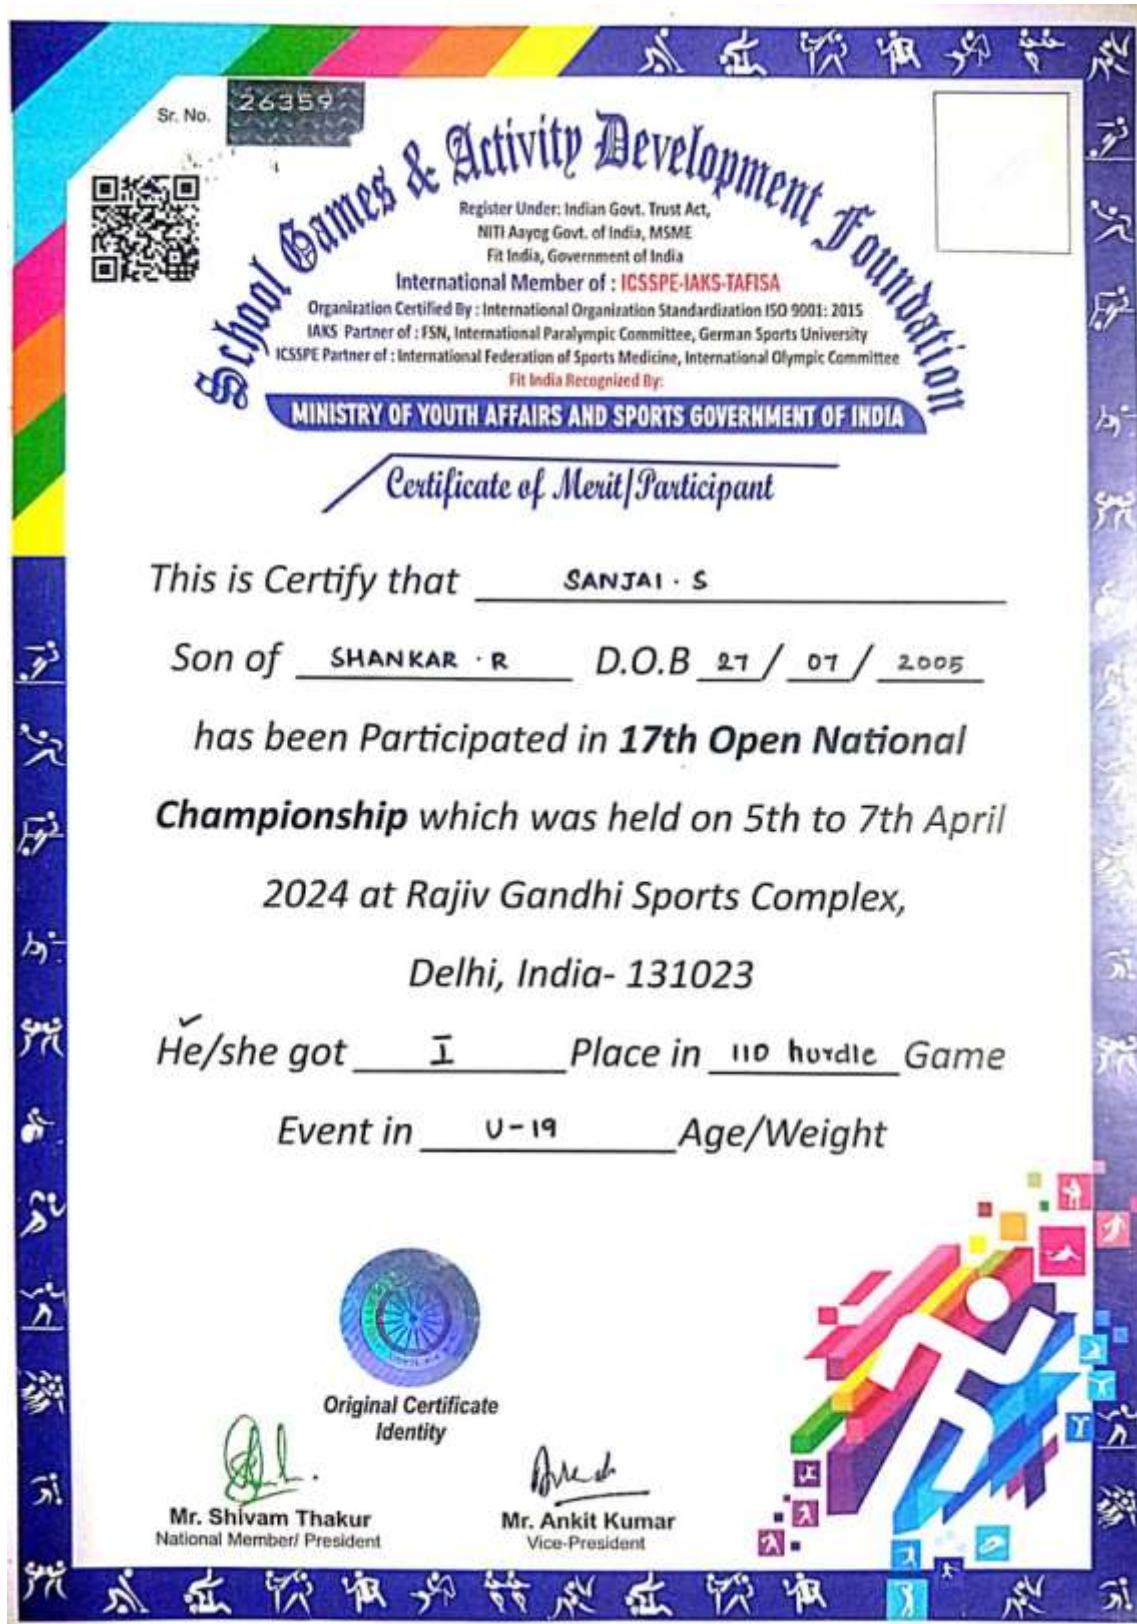 Sr. No. 26359
School Games & Activity Development Foundation
Register Under: Indian Govt. Trust Act,
NITI Aayog Govt. of India, MSME
Fit India, Government of India
International Member of : ICSSPE-IAKS-TAFISA
Organization Certified By : International Organization Standardization ISO 9001: 2015
IAKS Partner of : FSN, International Paralympic Committee, German Sports University
ICSSPE Partner of : International Federation of Sports Medicine, International Olympic Committee
Fit India Recognized By:
MINISTRY OF YOUTH AFFAIRS AND SPORTS GOVERNMENT OF INDIA
Certificate of Merit/Participant
This is Certify that SANJAI . S
Son of SHANKAR . R D.O.B 27 / 07 / 2005
has been Participated in 17th Open National
Championship which was held on 5th to 7th April
2024 at Rajiv Gandhi Sports Complex,
Delhi, India- 131023
He/she got I Place in 110 hurdle Game
Event in U-19 Age/Weight
Original Certificate
Identity
Mr. Shivam Thakur
National Member/ President
Mr. Ankit Kumar
Vice-President